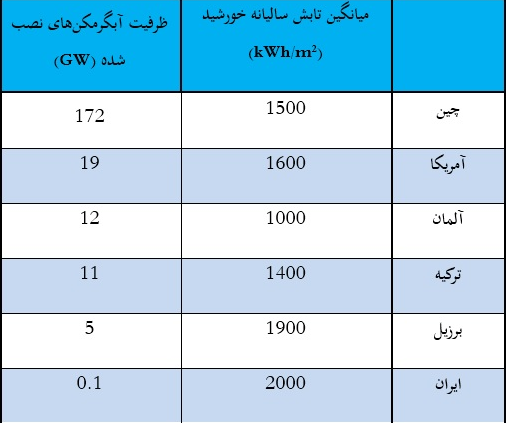 میانگین تابش سالیانه خورشید
(kWh/m²)
ظرفیت آبگرمکن‌های نصب
شده (GW)
چین
1500
172
آمریکا
1600
19
آلمان
1000
12
ترکیه
1400
11
برزیل
1900
5
ایران
2000
0.1